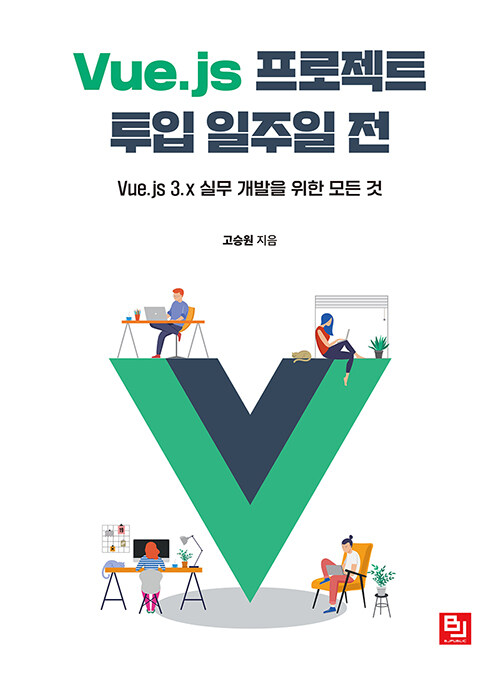 Vue.js 프로젝트
투입 일주일 전
Vue.js 3.x 실무 개발을 위한 모든 것
고승원 지음
BJ
BJPUBLIC